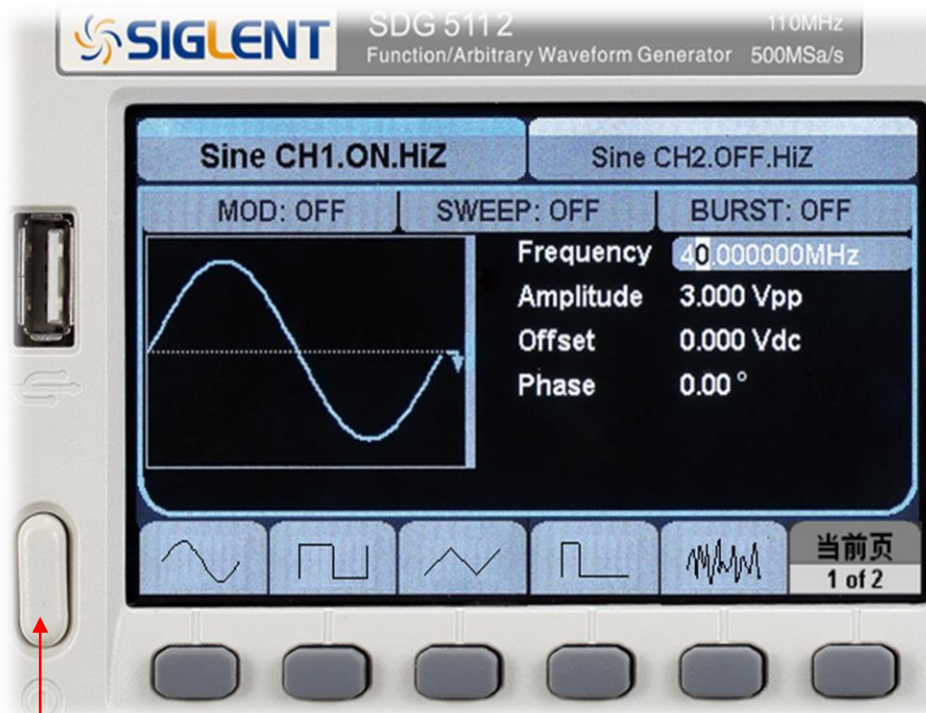 SIGLENT
SDG 5112
110MHz
Function/Arbitrary Waveform Generator 500MSa/s
Sine CH1.ON.HiZ
Sine CH2.OFF.HiZ
MOD: OFF
SWEEP: OFF
BURST: OFF
Frequency 40.000000MHz
Amplitude 3.000 Vpp
Offset 0.000 Vdc
Phase 0.00 °
当前页
1 of 2